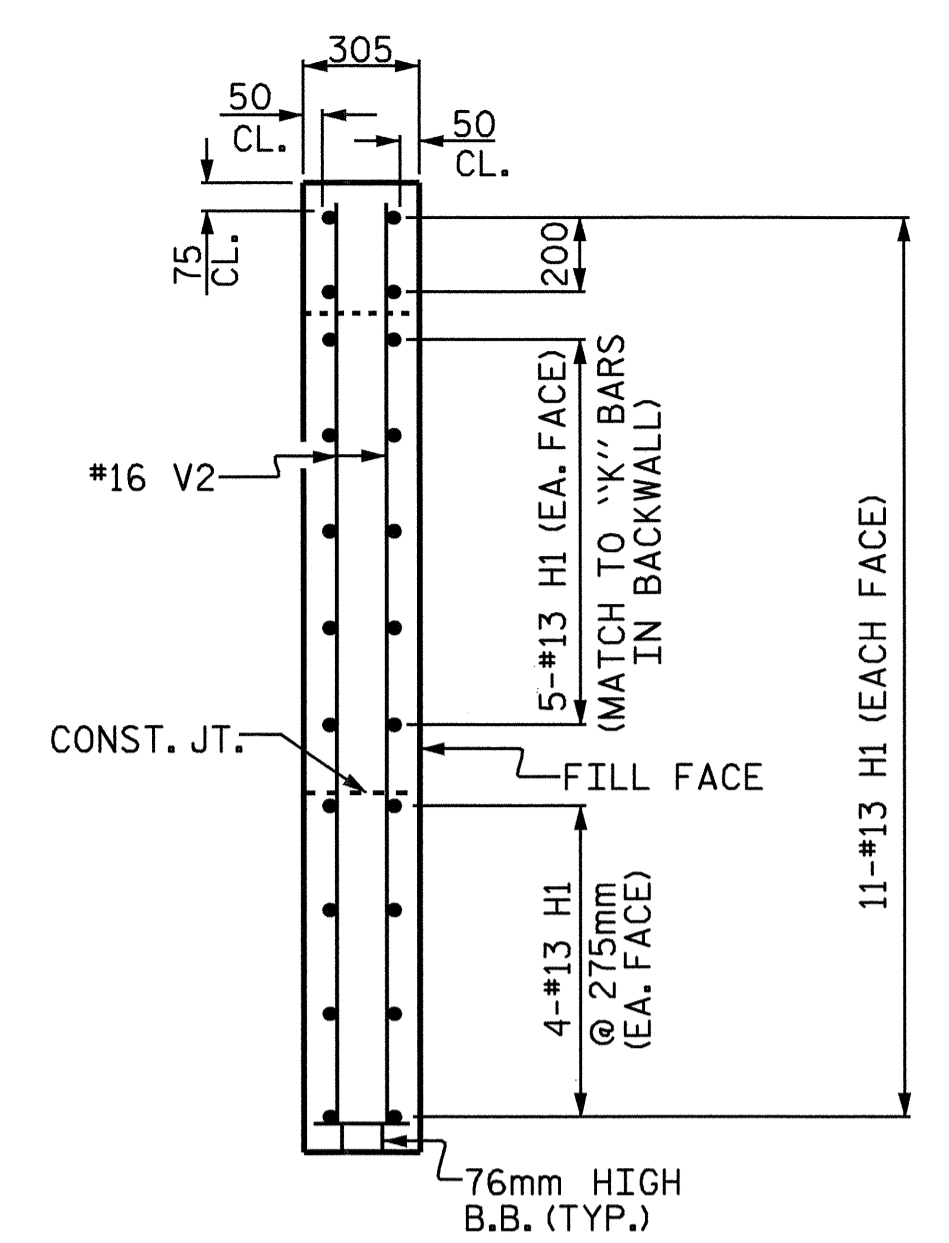 305
50
CL.
50
CL.
75
CL.
200
5-#13 H1 (EA. FACE)
(MATCH TO ‶K″ BARS
IN BACKWALL)
#16 V2
11-#13 H1 (EACH FACE)
CONST. JT.
FILL FACE
4-#13 H1
@ 275mm
(EA. FACE)
76mm HIGH
B.B. (TYP.)